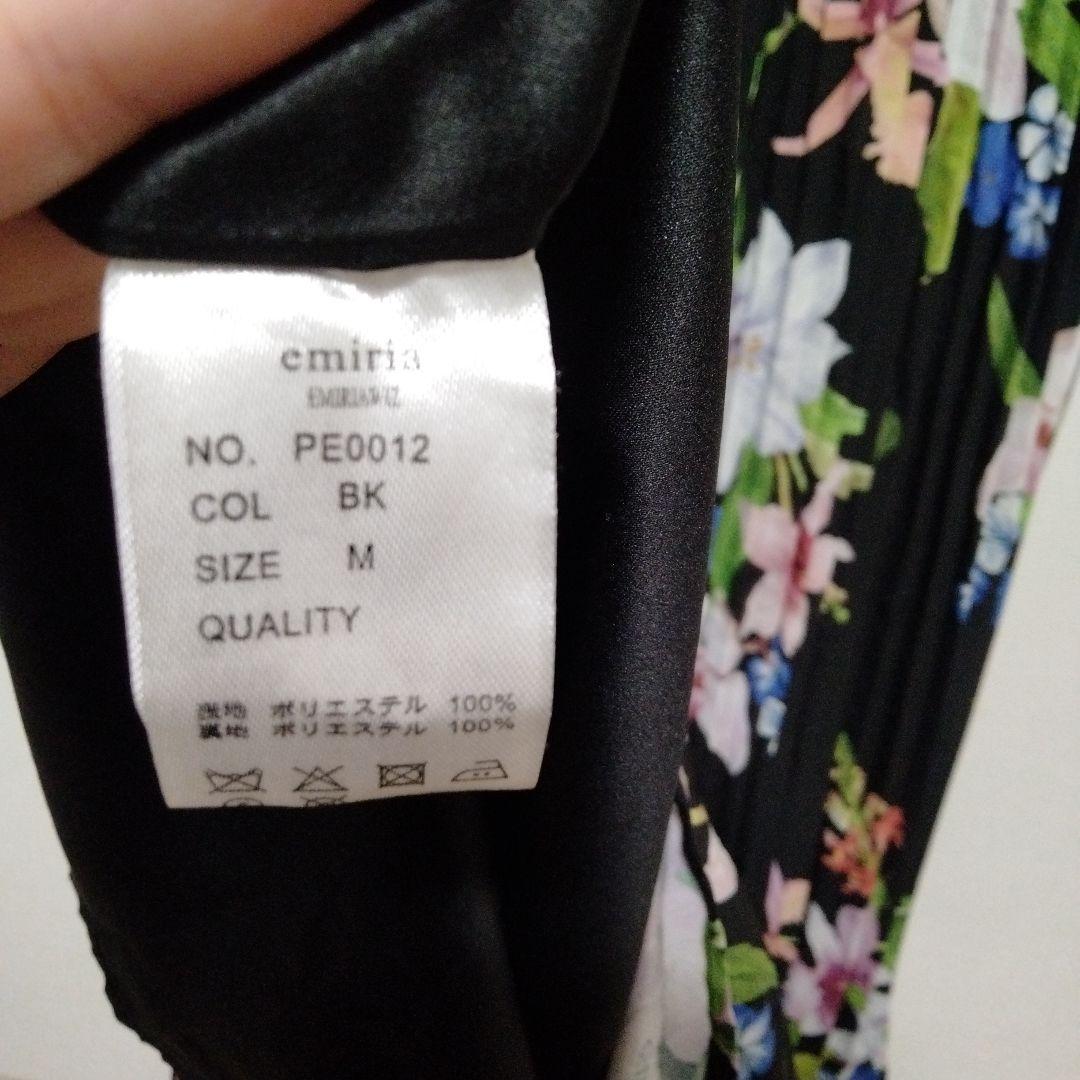 emiria
EMIRIAWIZ
NO. PE0012
COL BK
SIZE M
QUALITY
表地 ポリエステル 100%
裏地 ポリエステル 100%